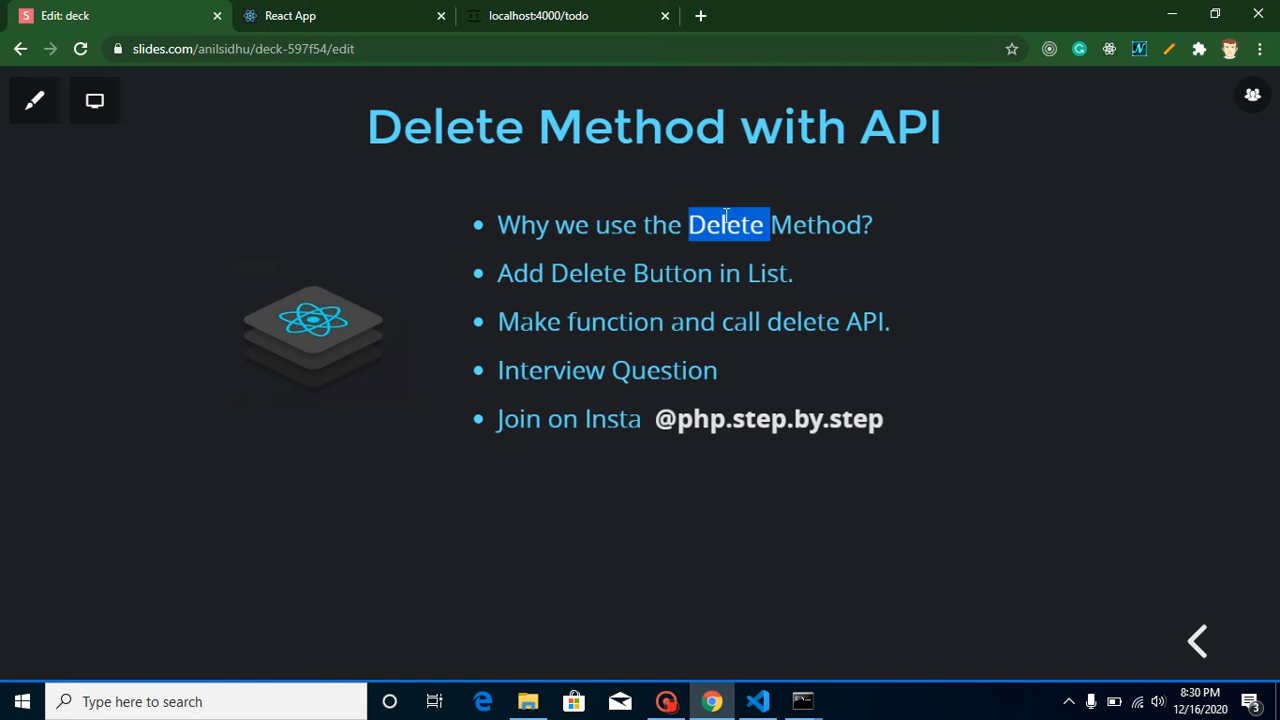 Edit: deck
React App
localhost:4000/todo
slides.com/anilsidhu/deck-597f54/edit
Delete Method with API
Why we use the Delete Method?
Add Delete Button in List.
Make function and call delete API.
Interview Question
Join on Insta @php.step.by.step
Type here to search
8:30 PM
12/16/2020
3